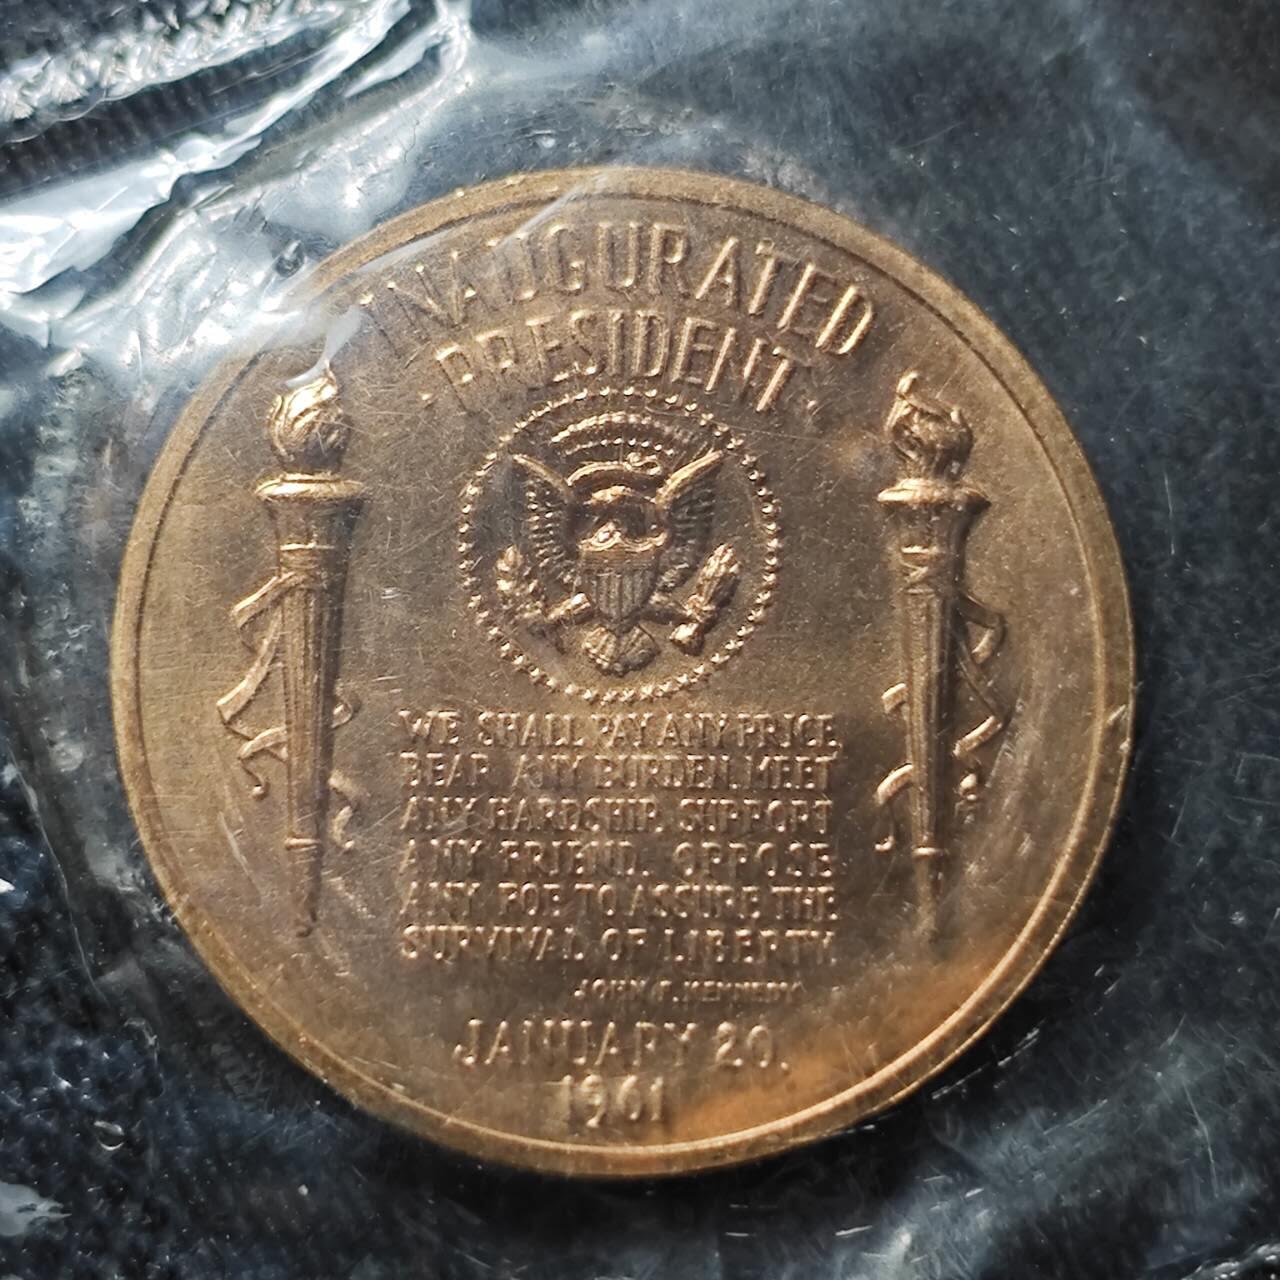 INAUGURATED
· PRESIDENT ·
WE SHALL PAY ANY PRICE,
BEAR ANY BURDEN, MEET
ANY HARDSHIP, SUPPORT
ANY FRIEND, OPPOSE
ANY FOE TO ASSURE THE
SURVIVAL OF LIBERTY.
JOHN F. KENNEDY
JANUARY 20,
1961